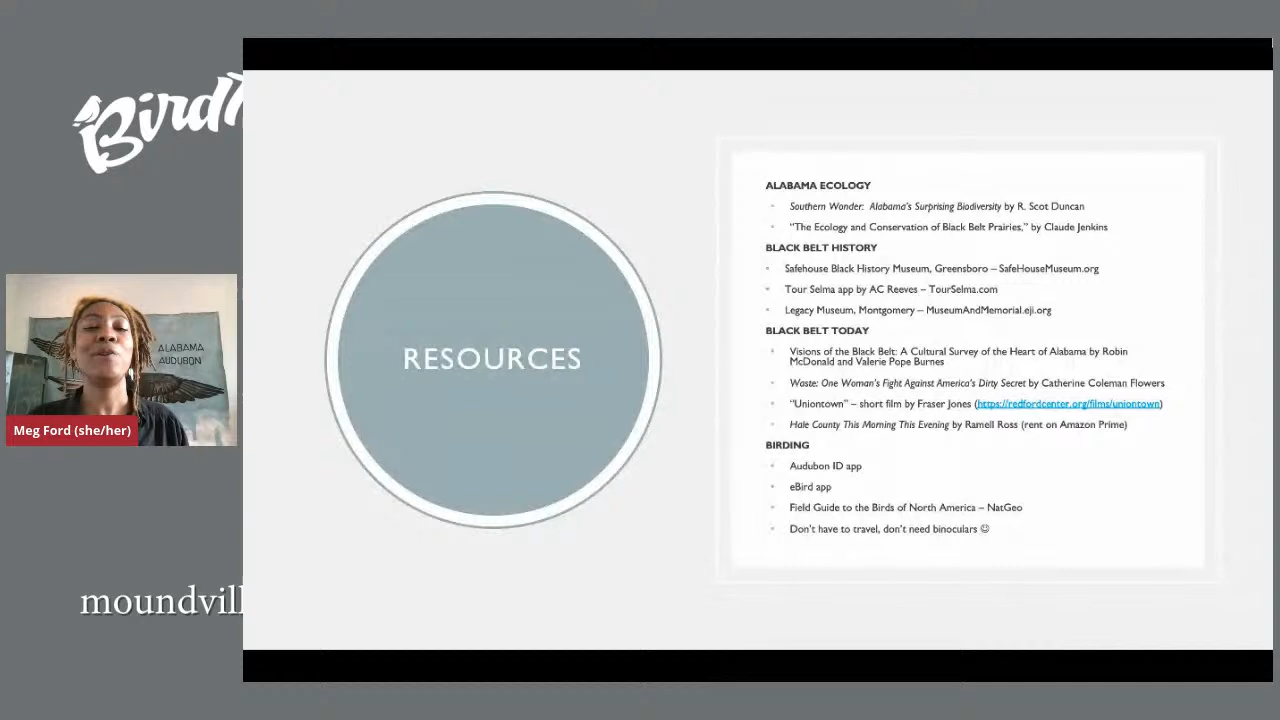 Bird
ALABAMA
AUDUBON
Meg Ford (she/her)
moundvill
RESOURCES
ALABAMA ECOLOGY
Southern Wonder: Alabama's Surprising Biodiversity by R. Scot Duncan
“The Ecology and Conservation of Black Belt Prairies,” by Claude Jenkins
BLACK BELT HISTORY
Safehouse Black History Museum, Greensboro – SafeHouseMuseum.org
Tour Selma app by AC Reeves – TourSelma.com
Legacy Museum, Montgomery – MuseumAndMemorial.eji.org
BLACK BELT TODAY
Visions of the Black Belt: A Cultural Survey of the Heart of Alabama by Robin
McDonald and Valerie Pope Burnes
Waste: One Woman's Fight Against America's Dirty Secret by Catherine Coleman Flowers
“Uniontown” – short film by Fraser Jones (https://redfordcenter.org/films/uniontown)
Hale County This Morning This Evening by Ramell Ross (rent on Amazon Prime)
BIRDING
Audubon ID app
eBird app
Field Guide to the Birds of North America – NatGeo
Don't have to travel, don't need binoculars ☺